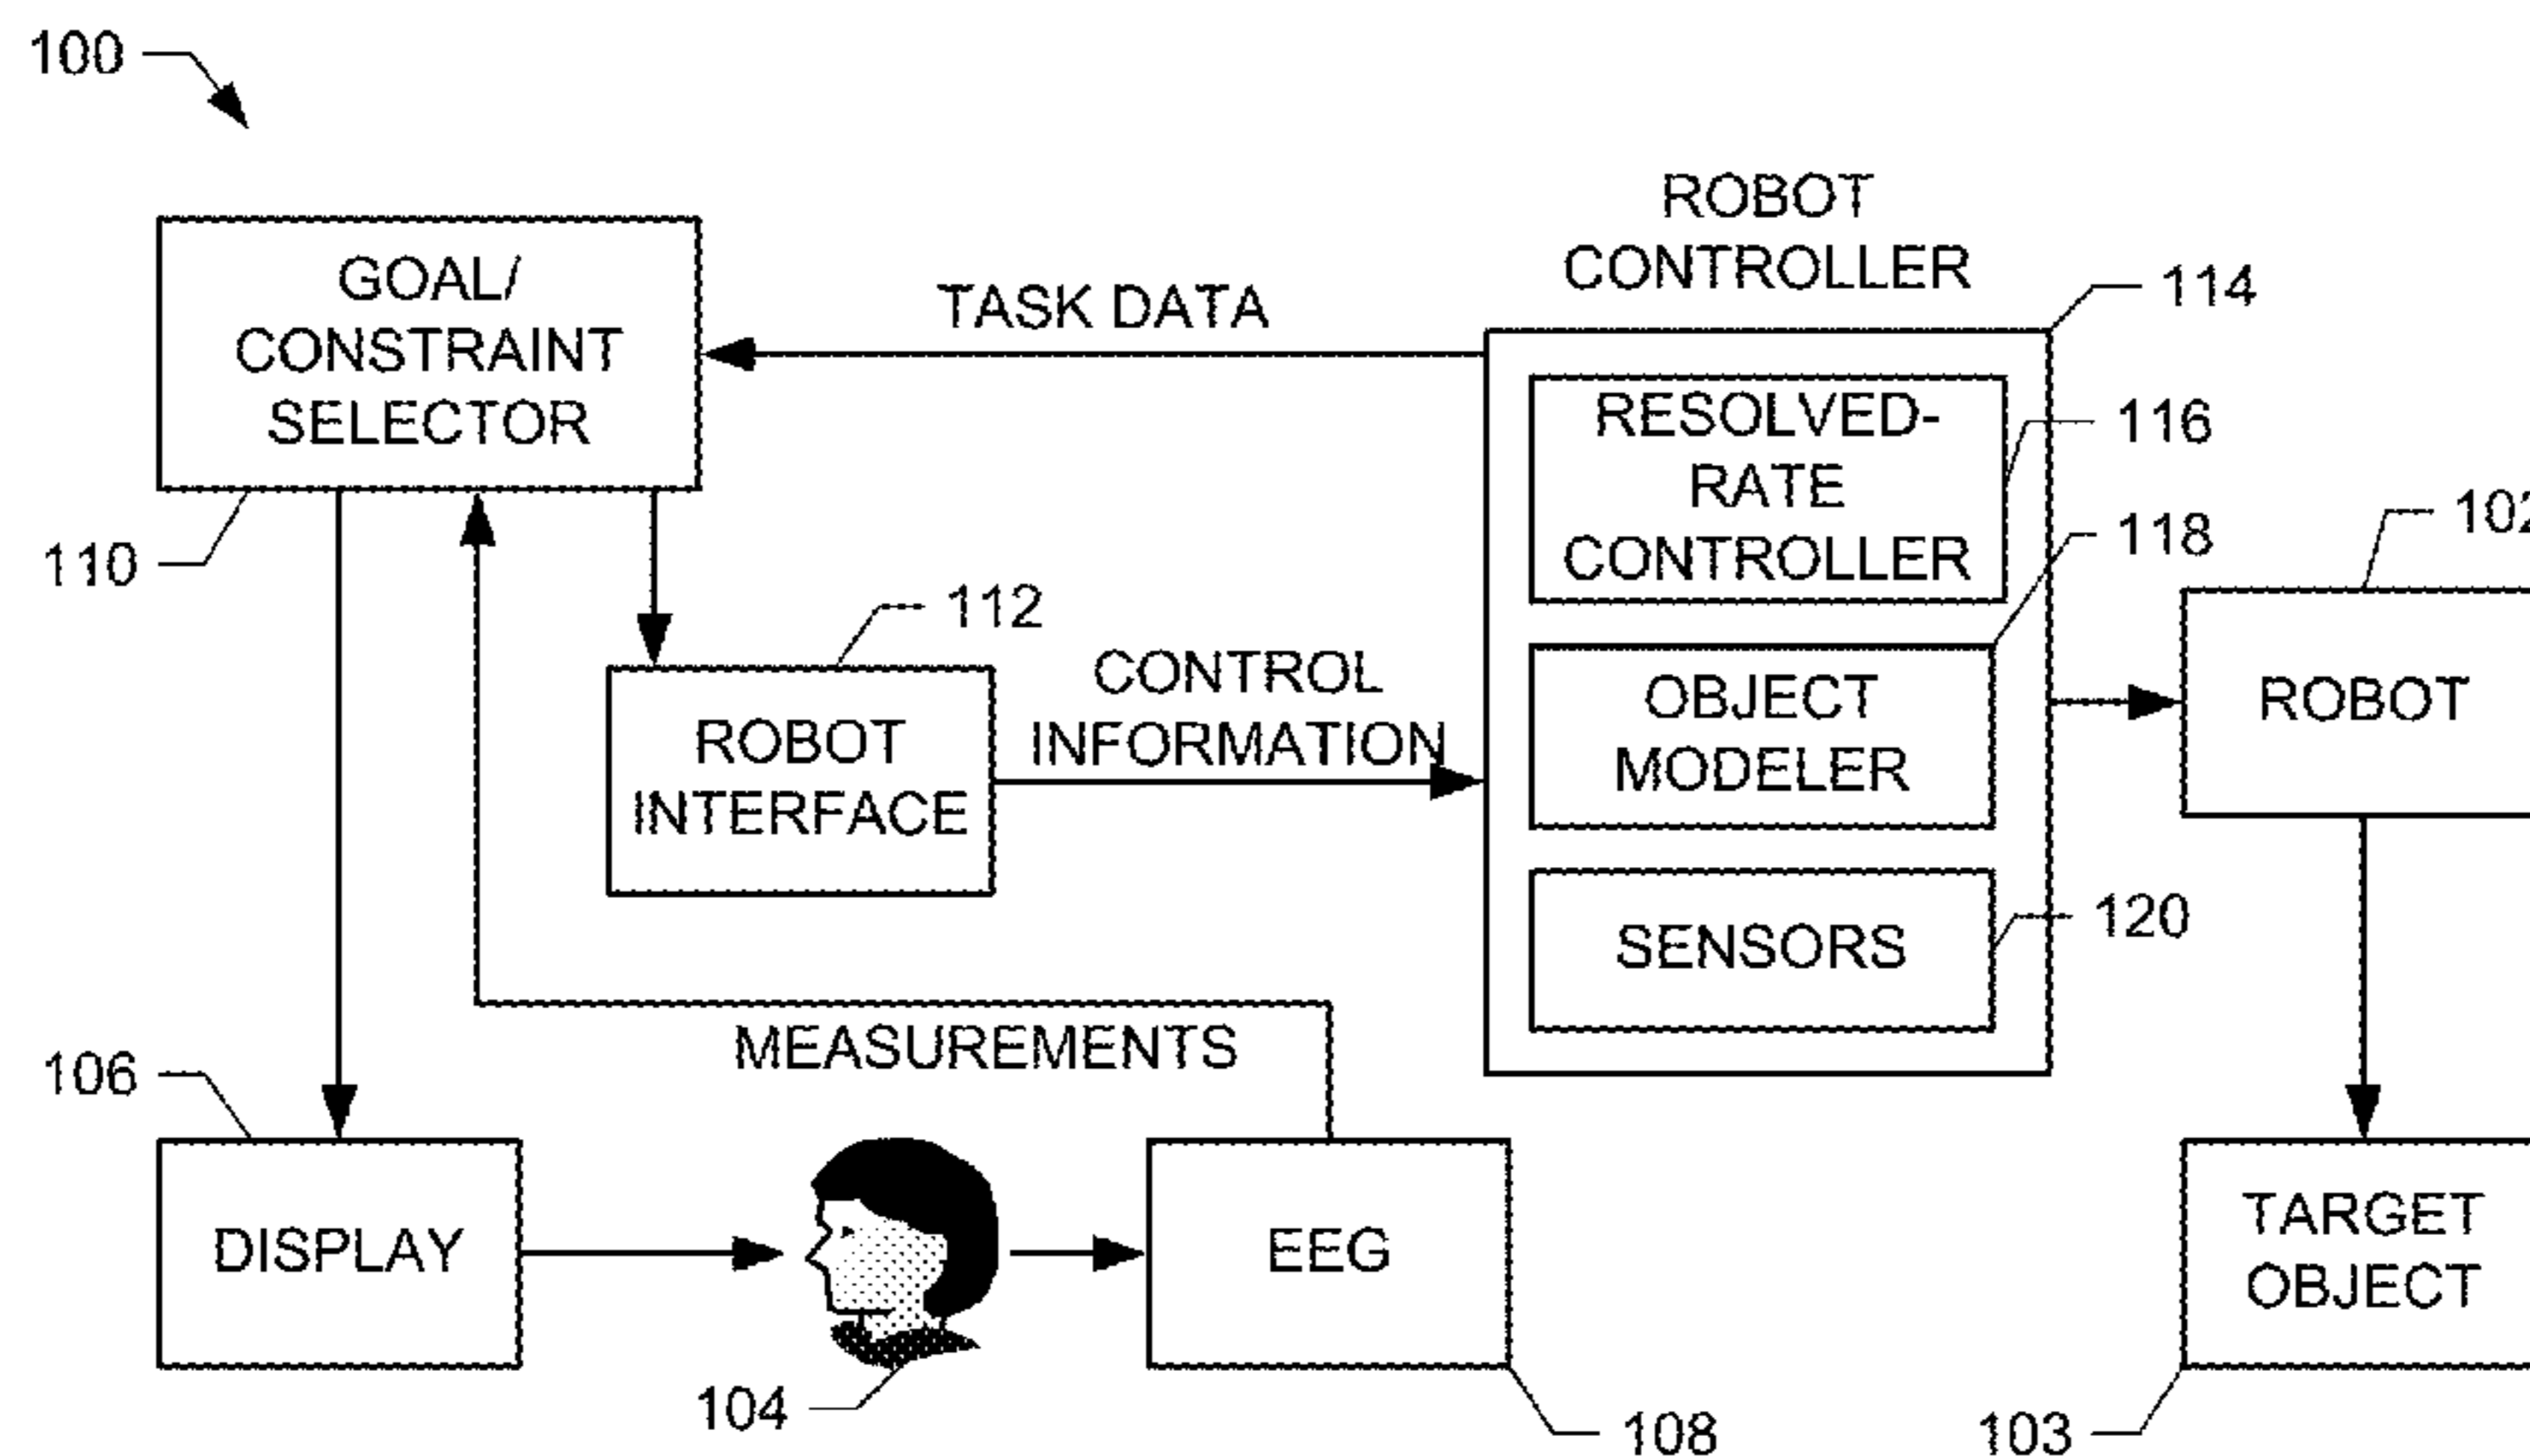 100
ROBOT
CONTROLLER
114
GOAL/
CONSTRAINT
SELECTOR
110
TASK DATA
RESOLVED-
RATE
CONTROLLER
116
118
102
112
ROBOT
INTERFACE
CONTROL
INFORMATION
OBJECT
MODELER
ROBOT
SENSORS
120
MEASUREMENTS
106
DISPLAY
104
EEG
108
TARGET
OBJECT
103